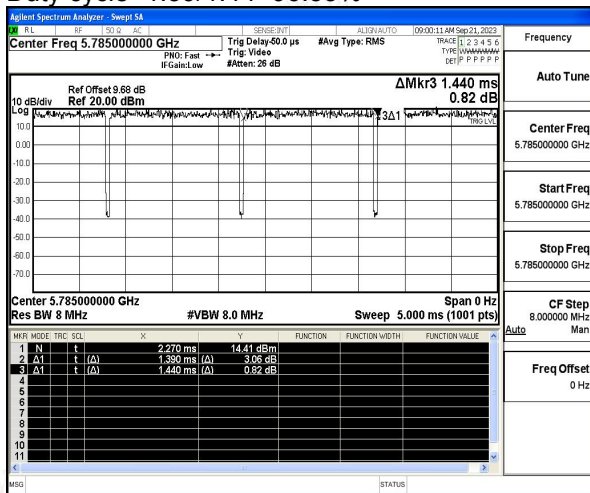 Agilent Spectrum Analyzer - Swept SA
RL RF 50 Ω AC SENSE:INT ALIGN AUTO 09:00:11 AM Sep 21, 2023
Center Freq 5.785000000 GHz
PNO: Fast
IFGain:Low
Trig Delay-50.0 µs
Trig: Video
#Atten: 26 dB
#Avg Type: RMS
TRACE 1 2 3 4 5 6
TYPE
DET P P P P P P
Frequency
Auto Tune
Center Freq
5.785000000 GHz
Start Freq
5.785000000 GHz
Stop Freq
5.785000000 GHz
CF Step
8.000000 MHz
Auto Man
Freq Offset
0 Hz
ΔMkr3 1.440 ms
0.82 dB
Ref Offset 9.68 dB
10 dB/div Ref 20.00 dBm
Log
10.0
0.00
-10.0
-20.0
-30.0
-40.0
-50.0
-60.0
-70.0
3Δ1
TRIG LVL
Center 5.785000000 GHz Span 0 Hz
Res BW 8 MHz #VBW 8.0 MHz Sweep 5.000 ms (1001 pts)
MKR MODE TRC SCL X Y FUNCTION FUNCTION WIDTH FUNCTION VALUE
1 N t 2.270 ms 14.41 dBm
2 Δ1 t (Δ) 1.390 ms (Δ) 3.06 dB
3 Δ1 t (Δ) 1.440 ms (Δ) 0.82 dB
4
5
6
7
8
9
10
11
MSG STATUS